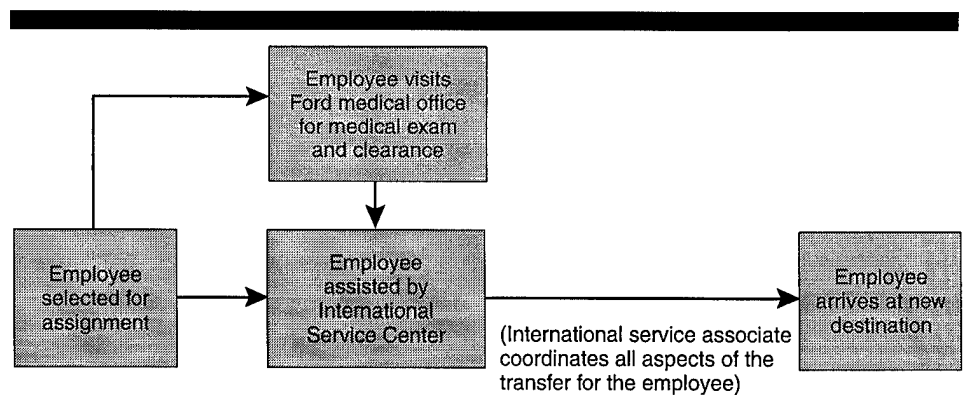 Employee visits
Ford medical office
for medical exam
and clearance
Employee
selected for
assignment
Employee
assisted by
International
Service Center
(International service associate
coordinates all aspects of the
transfer for the employee)
Employee
arrives at new
destination